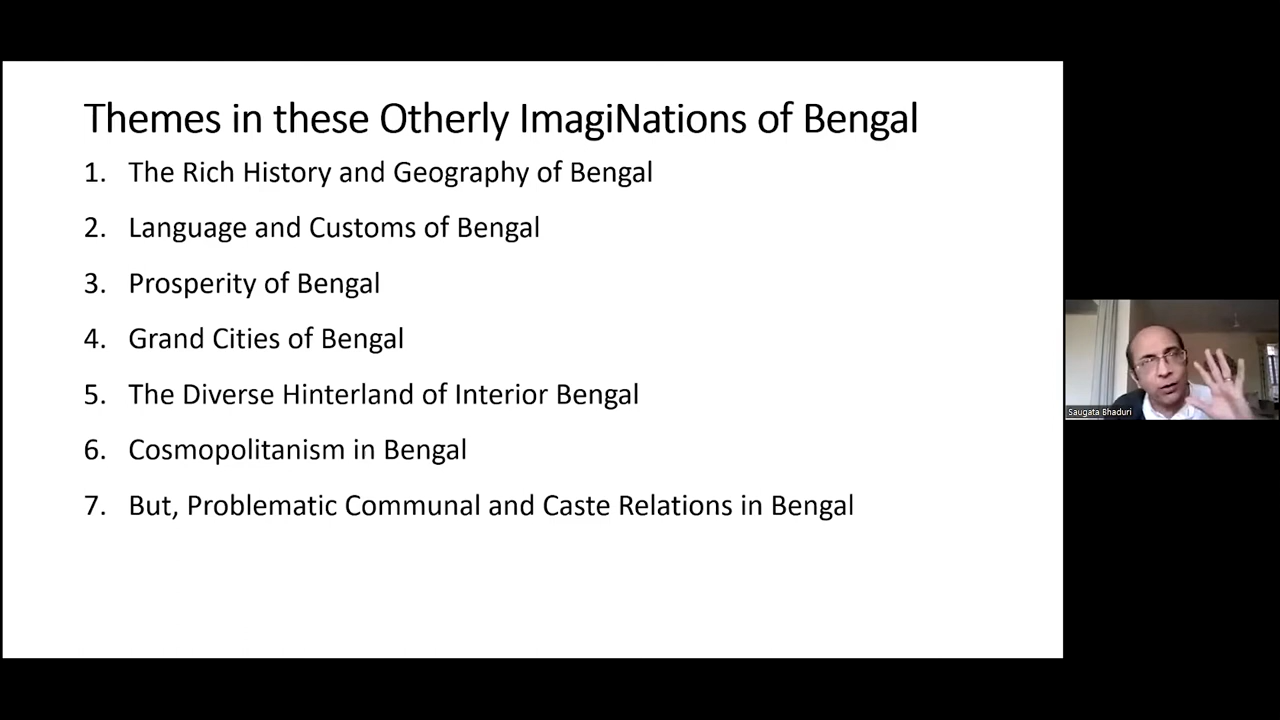 Themes in these Otherly ImagiNations of Bengal
1. The Rich History and Geography of Bengal
2. Language and Customs of Bengal
3. Prosperity of Bengal
4. Grand Cities of Bengal
5. The Diverse Hinterland of Interior Bengal
6. Cosmopolitanism in Bengal
7. But, Problematic Communal and Caste Relations in Bengal
Saugata Bhaduri